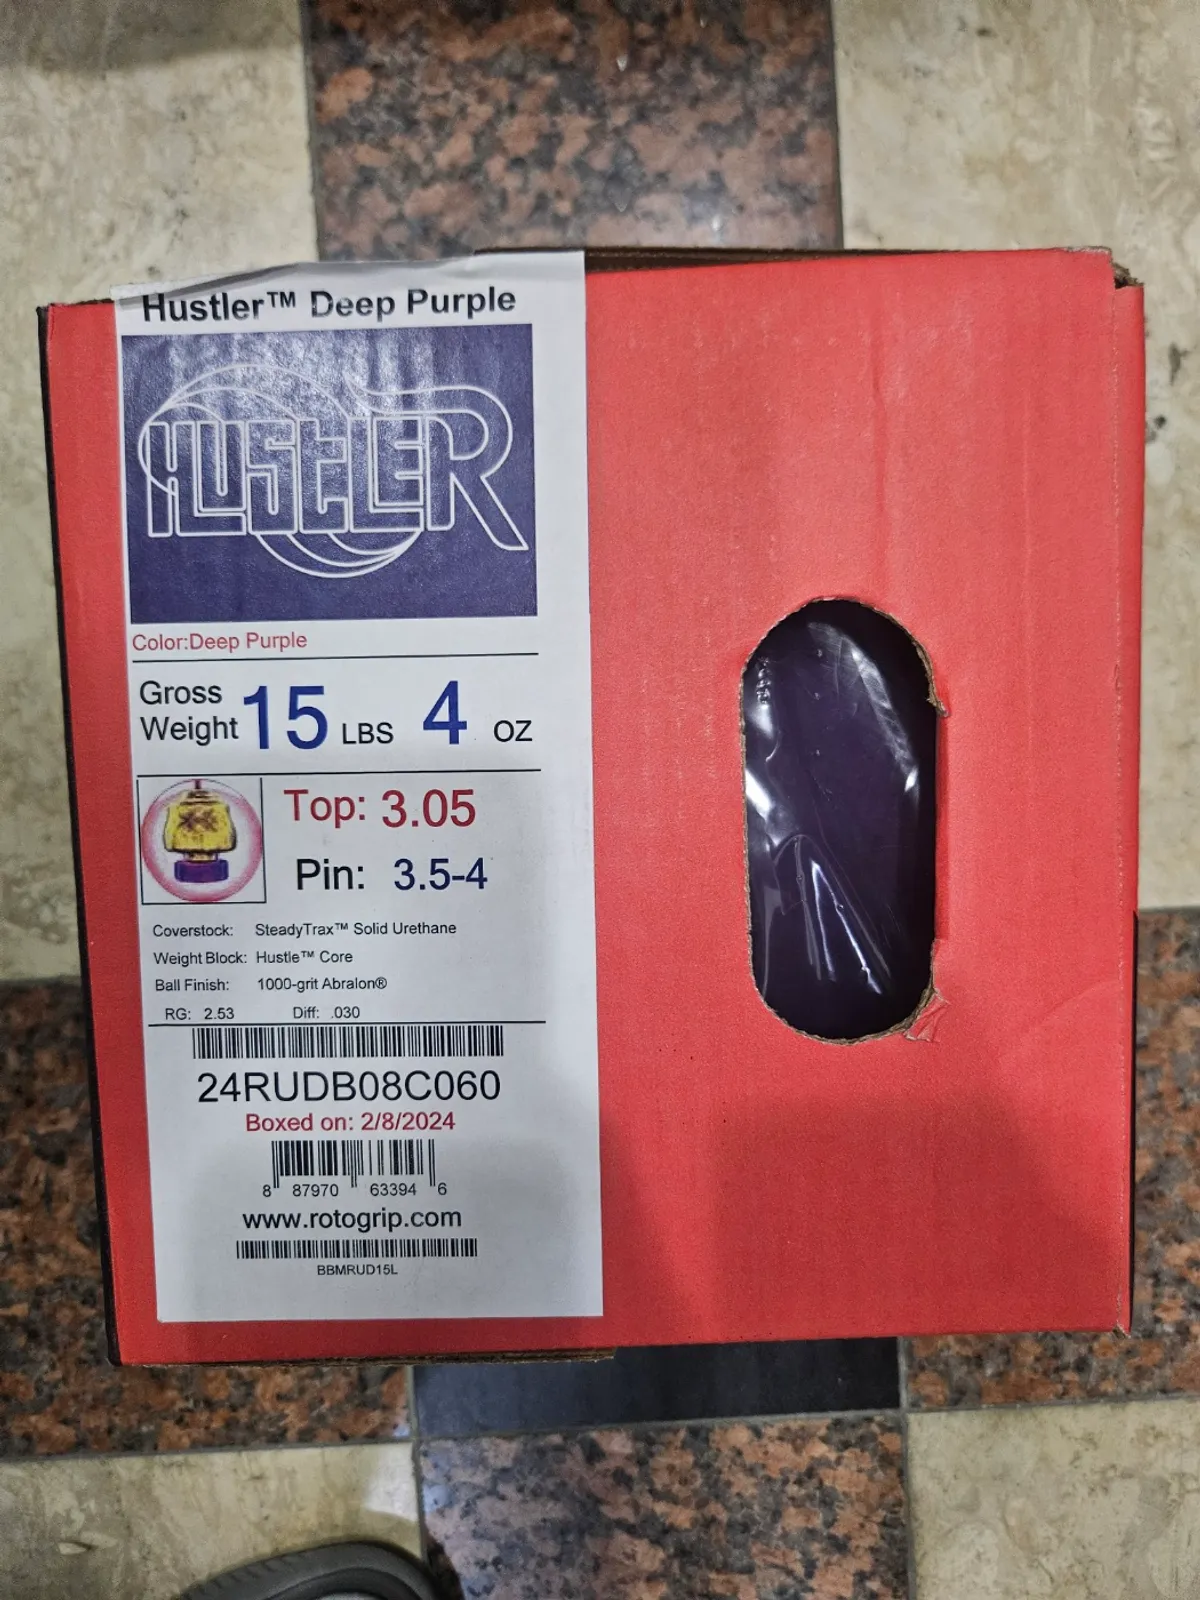 Hustler™ Deep Purple
HUSTLER
Color:Deep Purple
Gross Weight 15 LBS 4 OZ
Top: 3.05
Pin: 3.5-4
Coverstock: SteadyTrax™ Solid Urethane
Weight Block: Hustle™ Core
Ball Finish: 1000-grit Abralon®
RG: 2.53 Diff: .030
24RUDB08C060
Boxed on: 2/8/2024
8 87970 63394 6
www.rotogrip.com
BBMRUD15L